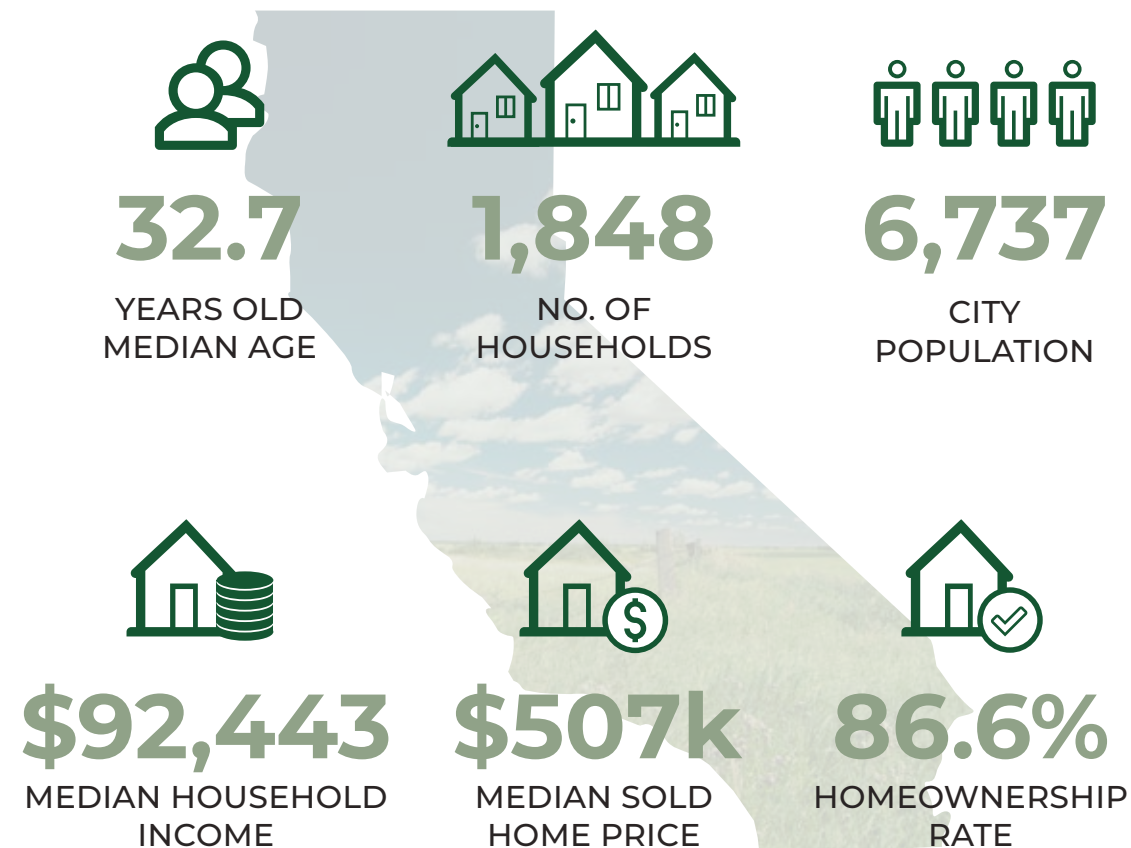 32.7
YEARS OLD
MEDIAN AGE
1,848
NO. OF
HOUSEHOLDS
6,737
CITY
POPULATION
$92,443
MEDIAN HOUSEHOLD
INCOME
$
$507k
MEDIAN SOLD
HOME PRICE
86.6%
HOMEOWNERSHIP
RATE